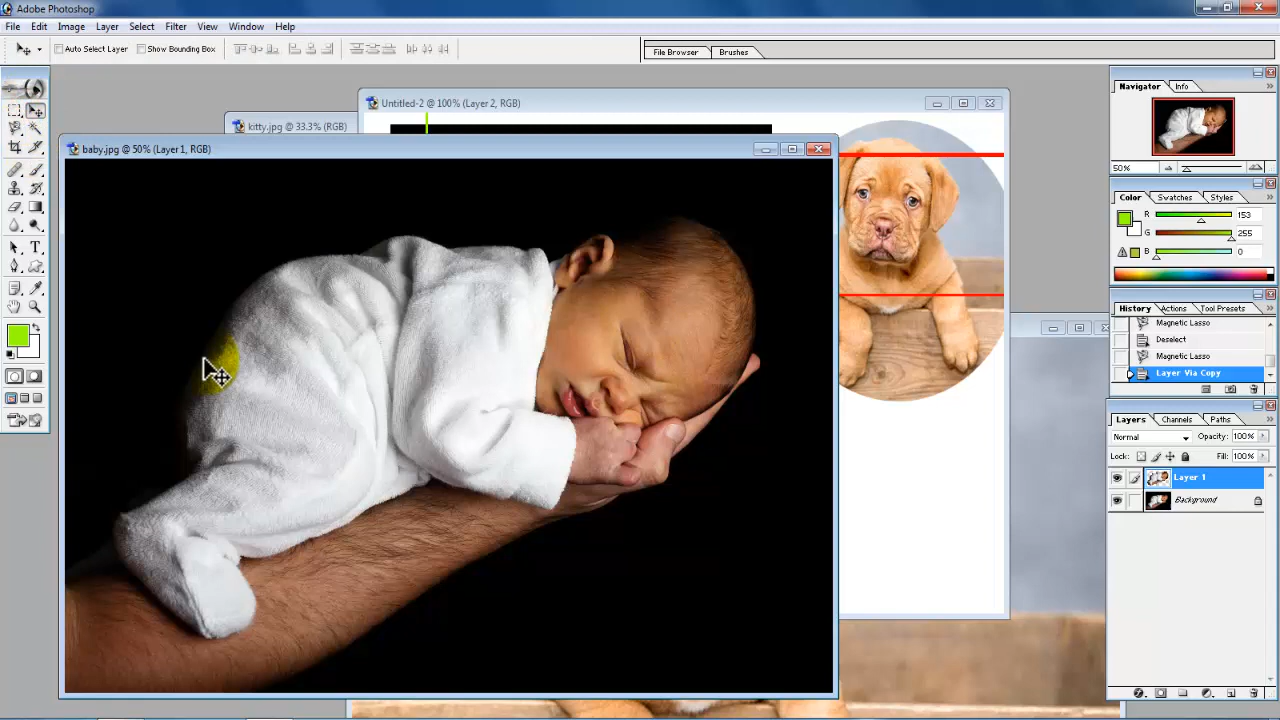 Adobe Photoshop
File Edit Image Layer Select Filter View Window Help
Auto Select Layer Show Bounding Box File Browser Brushes
Navigator Info
50%
Color Swatches Styles
R 153
G 255
B 0
History Actions Tool Presets
Magnetic Lasso
Deselect
Magnetic Lasso
Layer Via Copy
Layers Channels Paths
Normal Opacity: 100%
Lock: Fill: 100%
Layer 1
Background
Untitled-2 @ 100% (Layer 2, RGB)
kitty.jpg @ 33.3% (RGB)
baby.jpg @ 50% (Layer 1, RGB)